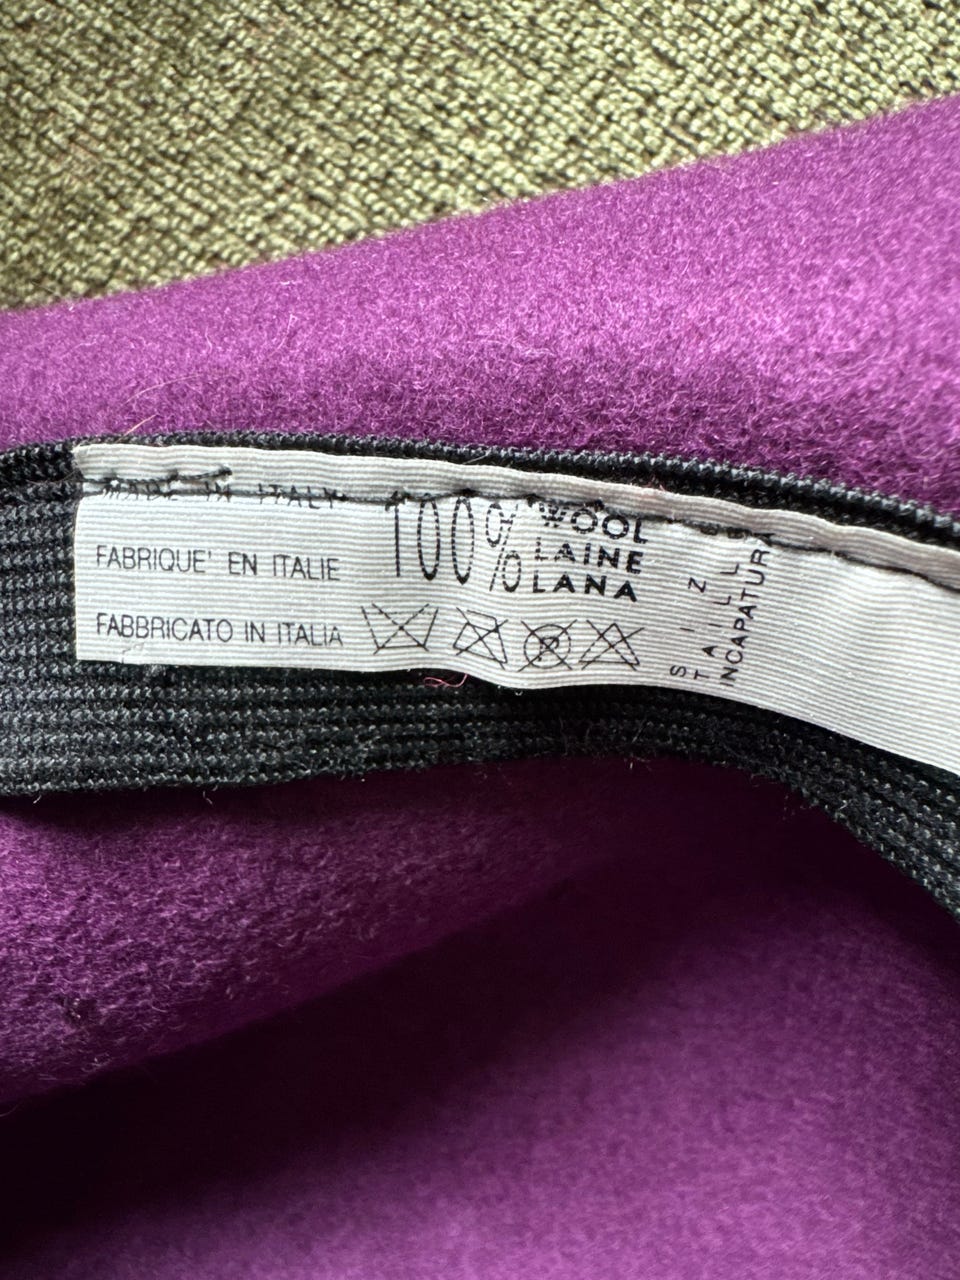 MADE IN ITALY
FABRIQUE' EN ITALIE
FABBRICATO IN ITALIA
100%
WOOL
LAINE
LANA
SIZE
TAILLE
INCAPATURA